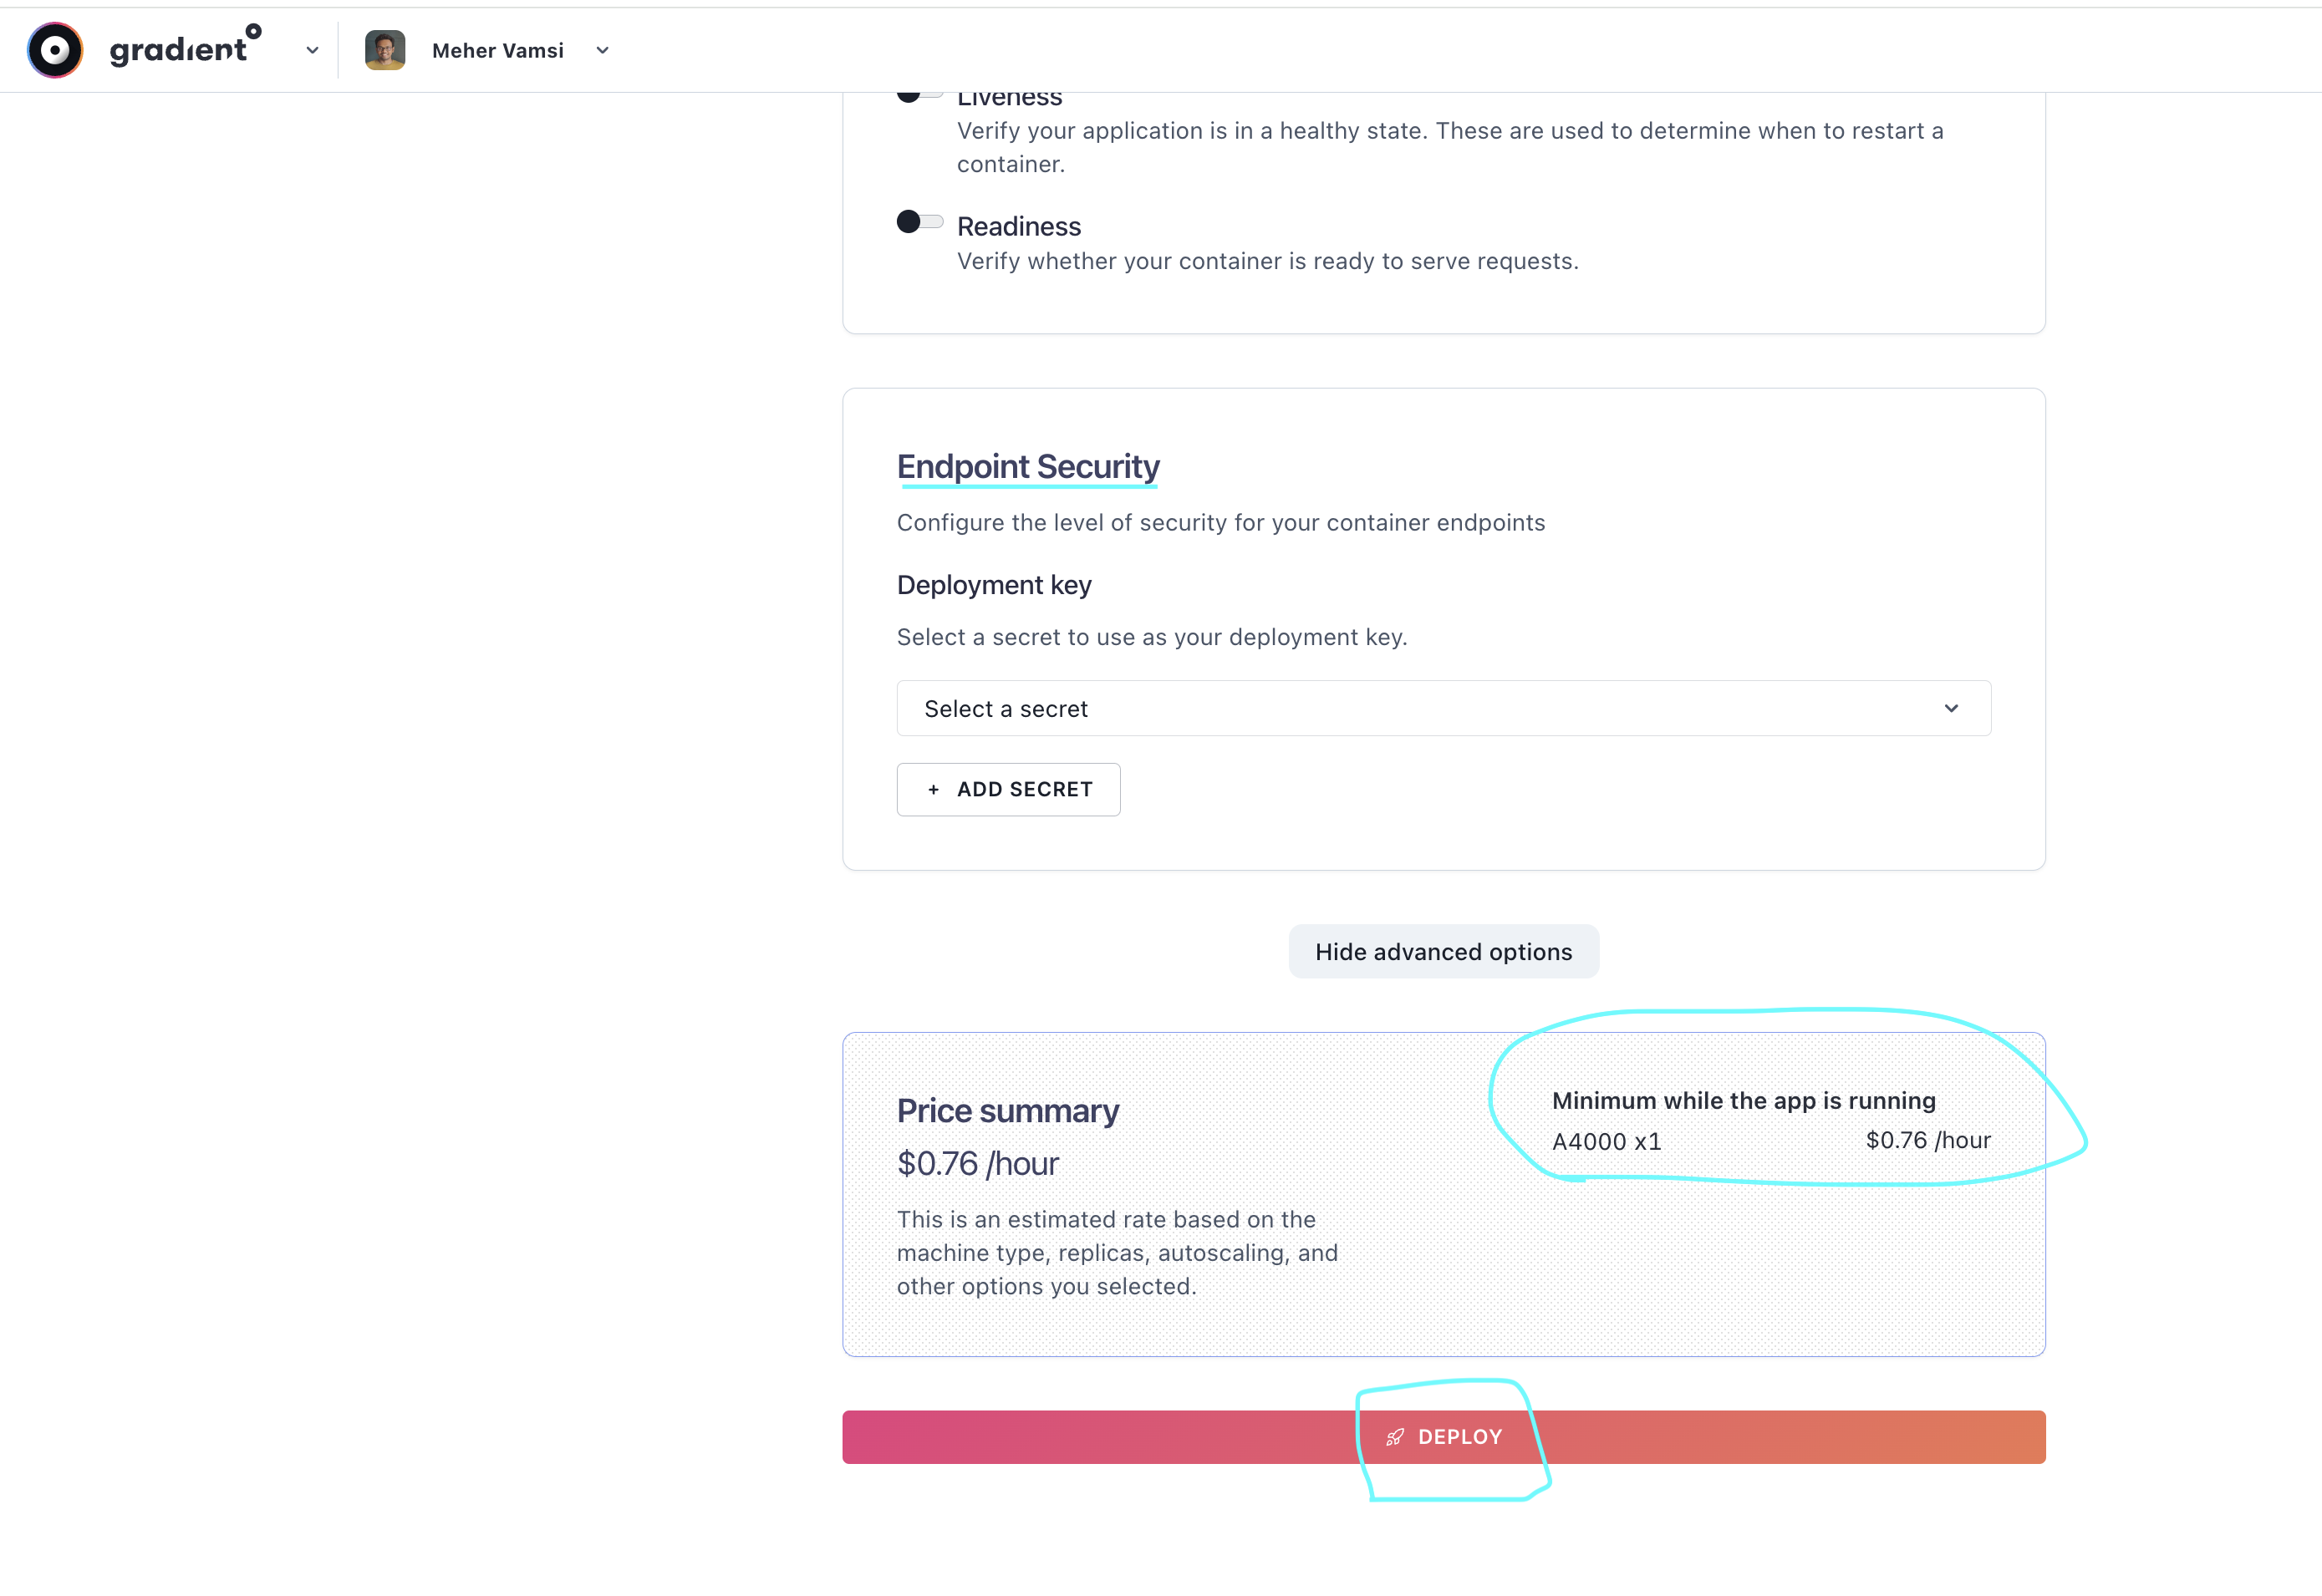 gradient
Meher Vamsi
Liveness
Verify your application is in a healthy state. These are used to determine when to restart a
container.
Readiness
Verify whether your container is ready to serve requests.
Endpoint Security
Configure the level of security for your container endpoints
Deployment key
Select a secret to use as your deployment key.
Select a secret
+ ADD SECRET
Hide advanced options
Price summary
$0.76 /hour
This is an estimated rate based on the
machine type, replicas, autoscaling, and
other options you selected.
Minimum while the app is running
A4000 x1 $0.76 /hour
DEPLOY